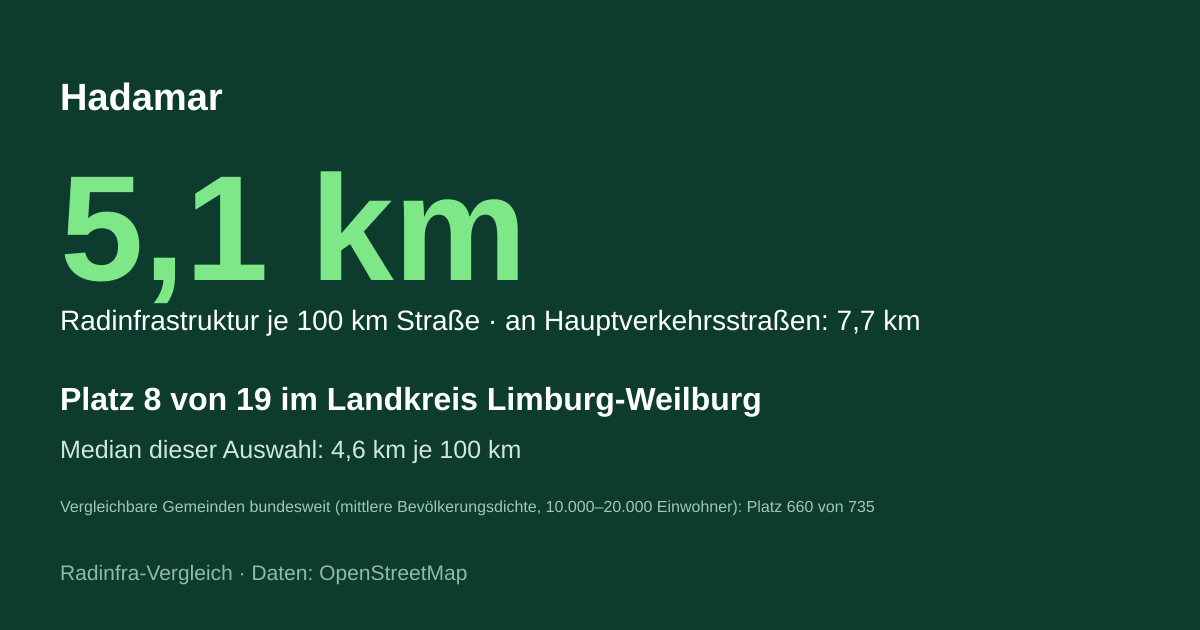 Hadamar
5,1 km
Radinfrastruktur je 100 km Straße · an Hauptverkehrsstraßen: 7,7 km
Platz 8 von 19 im Landkreis Limburg-Weilburg
Median dieser Auswahl: 4,6 km je 100 km
Vergleichbare Gemeinden bundesweit (mittlere Bevölkerungsdichte, 10.000–20.000 Einwohner): Platz 660 von 735
Radinfra-Vergleich · Daten: OpenStreetMap